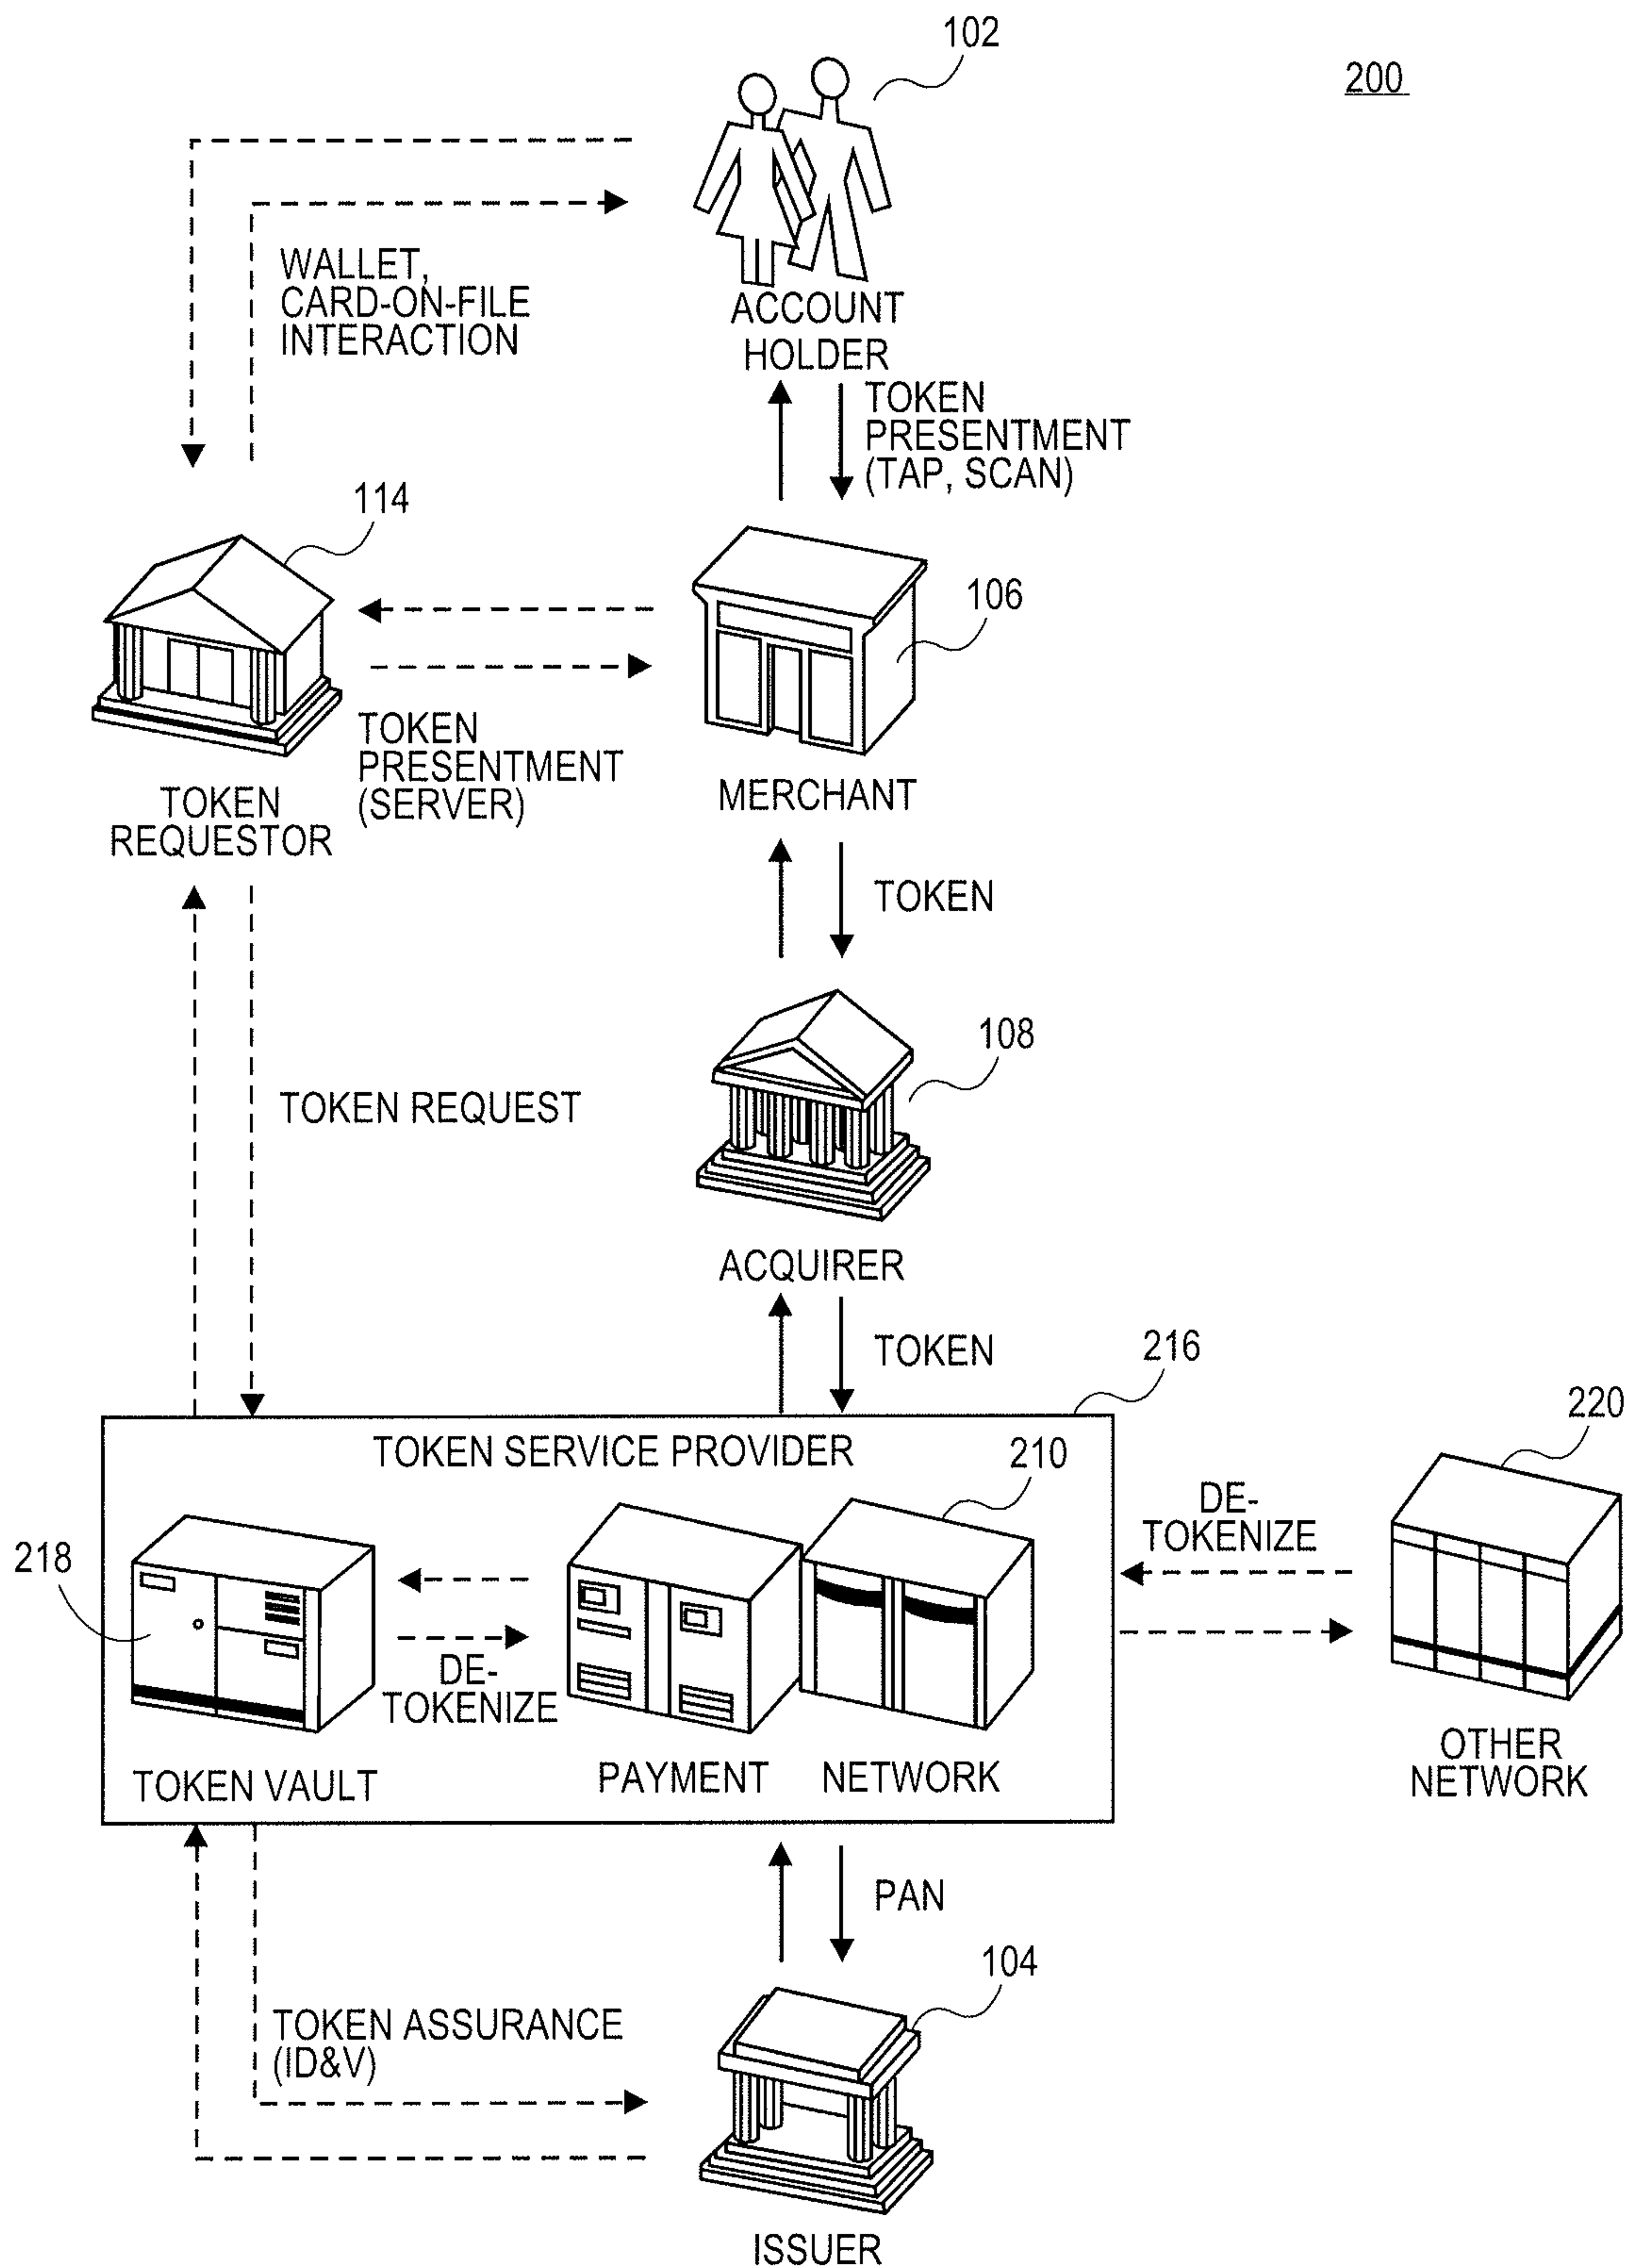 102
200
WALLET,
CARD-ON-FILE
INTERACTION
ACCOUNT
HOLDER
TOKEN
PRESENTMENT
(TAP, SCAN)
114
106
TOKEN
PRESENTMENT
(SERVER)
TOKEN
REQUESTOR
MERCHANT
TOKEN
108
TOKEN REQUEST
ACQUIRER
TOKEN
216
220
TOKEN SERVICE PROVIDER
210
DE-
TOKENIZE
218
DE-
TOKENIZE
TOKEN VAULT
PAYMENT NETWORK
OTHER
NETWORK
PAN
104
TOKEN ASSURANCE
(ID&V)
ISSUER